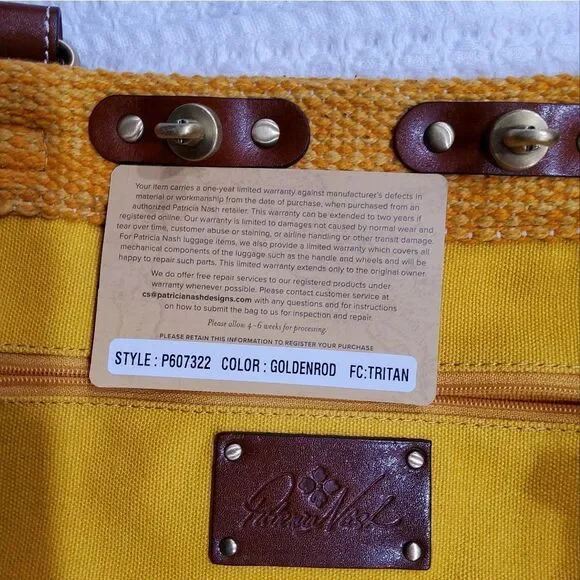 Your item carries a one-year limited warranty against manufacturer's defects in
material or workmanship from the date of purchase, when purchased from an
authorized Patricia Nash retailer. This warranty can be extended to two years if
registered online. Our warranty is limited to damages not caused by normal wear and
tear over time, customer abuse or staining, or airline handling or other transit damage.
For Patricia Nash luggage items, we also provide a limited warranty which covers all
mechanical components of the luggage such as the handle and wheels and will be
happy to repair such parts. This limited warranty extends only to the original owner.
We do offer free repair services to our registered products under
warranty whenever possible. Please contact customer service at
cs@patricianashdesigns.com with any questions and for instructions
on how to submit the bag to us for inspection and repair.
Please allow 4-6 weeks for processing.
PLEASE RETAIN THIS INFORMATION TO REGISTER YOUR PURCHASE
STYLE : P607322 COLOR : GOLDENROD FC:TRITAN
Patricia Nash